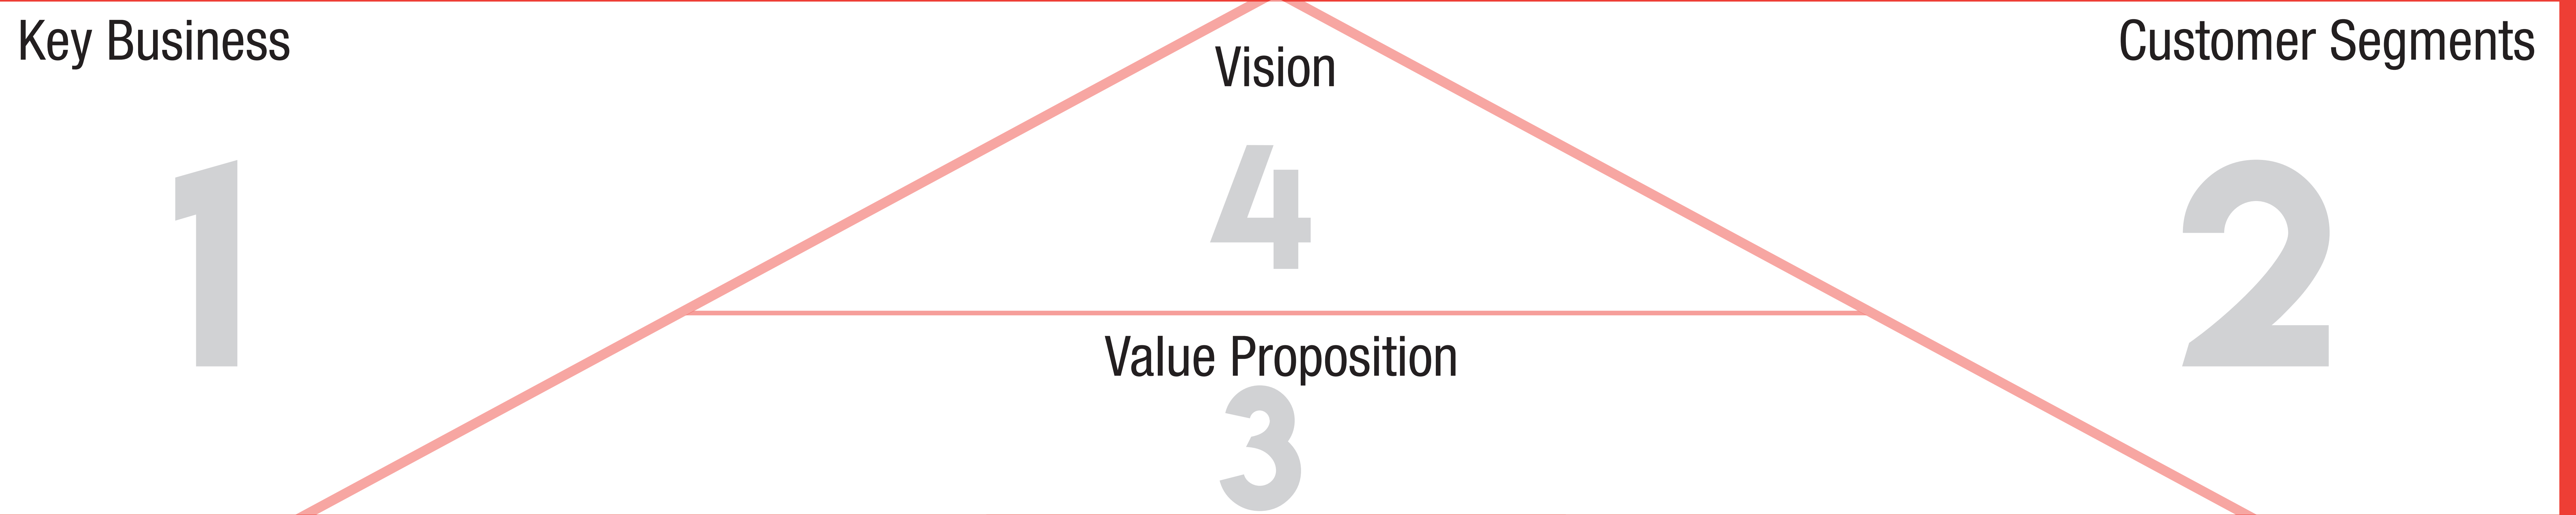 Key Business
1
Vision
4
Value Proposition
3
Customer Segments
2